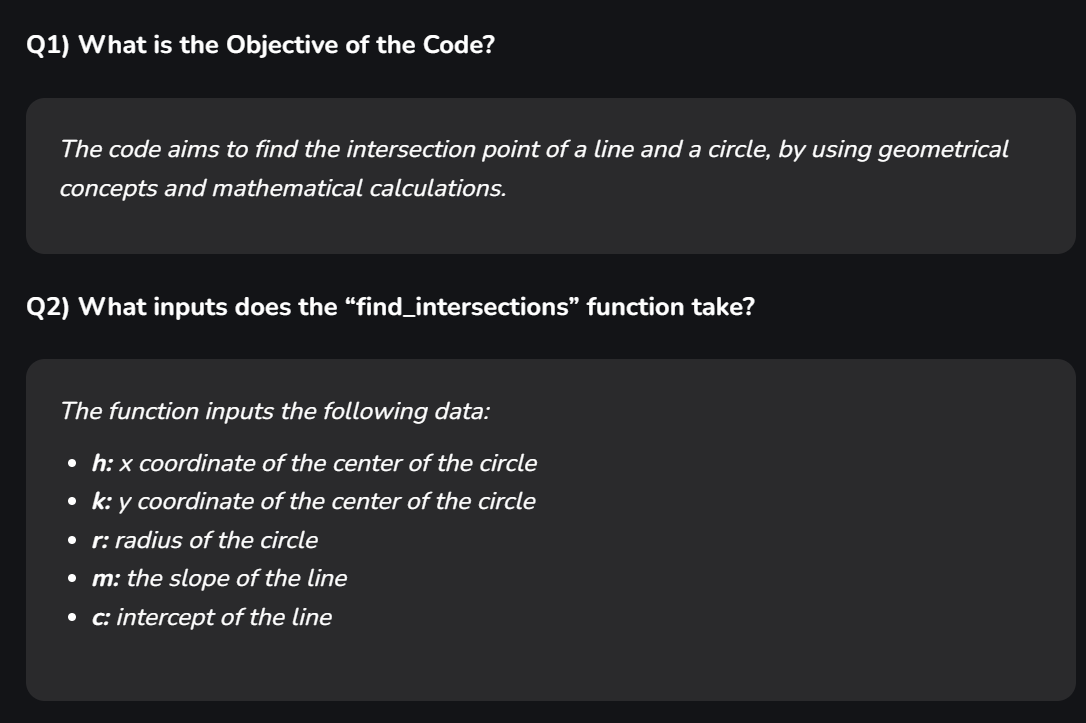 Q1) What is the Objective of the Code?
The code aims to find the intersection point of a line and a circle, by using geometrical
concepts and mathematical calculations.
Q2) What inputs does the “find_intersections” function take?
The function inputs the following data:
• h: x coordinate of the center of the circle
• k: y coordinate of the center of the circle
• r: radius of the circle
• m: the slope of the line
• c: intercept of the line